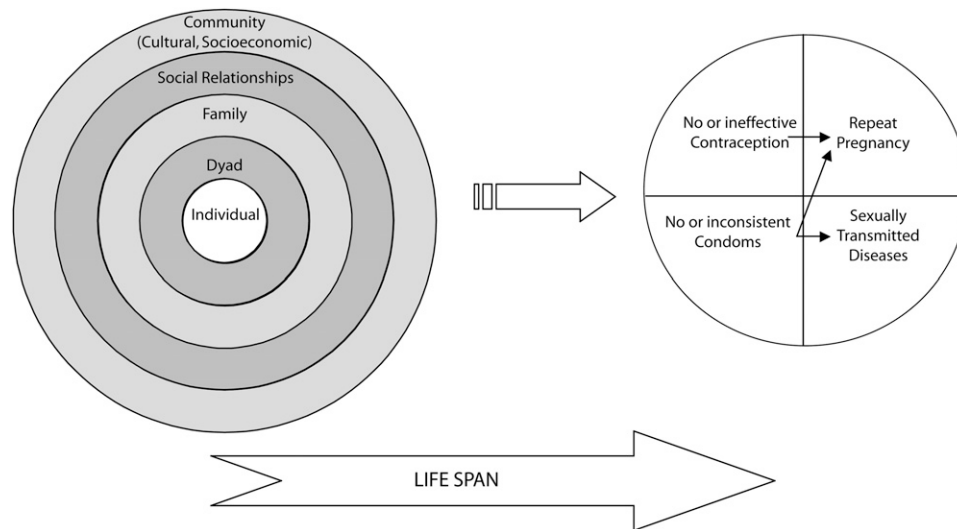 Community
(Cultural, Socioeconomic)
Social Relationships
Family
Dyad
Individual
No or ineffective
Contraception
Repeat
Pregnancy
No or inconsistent
Condoms
Sexually
Transmitted
Diseases
LIFE SPAN